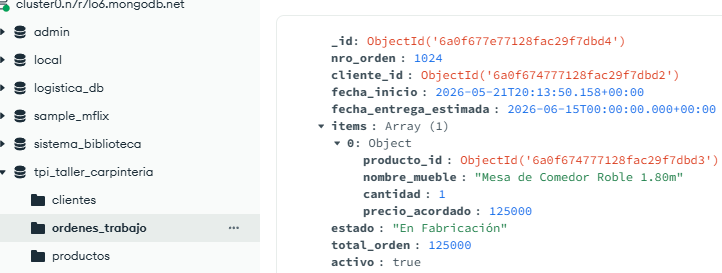 cluster0.n7r7lo6.mongodb.net
admin
local
logistica_db
sample_mflix
sistema_biblioteca
tpi_taller_carpinteria
clientes
ordenes_trabajo
productos
_id: ObjectId('6a0f677e77128fac29f7dbd4')
nro_orden : 1024
cliente_id : ObjectId('6a0f674777128fac29f7dbd2')
fecha_inicio : 2026-05-21T20:13:50.158+00:00
fecha_entrega_estimada : 2026-06-15T00:00:00.000+00:00
items : Array (1)
0: Object
producto_id : ObjectId('6a0f674777128fac29f7dbd3')
nombre_mueble : "Mesa de Comedor Roble 1.80m"
cantidad : 1
precio_acordado : 125000
estado : "En Fabricación"
total_orden : 125000
activo : true